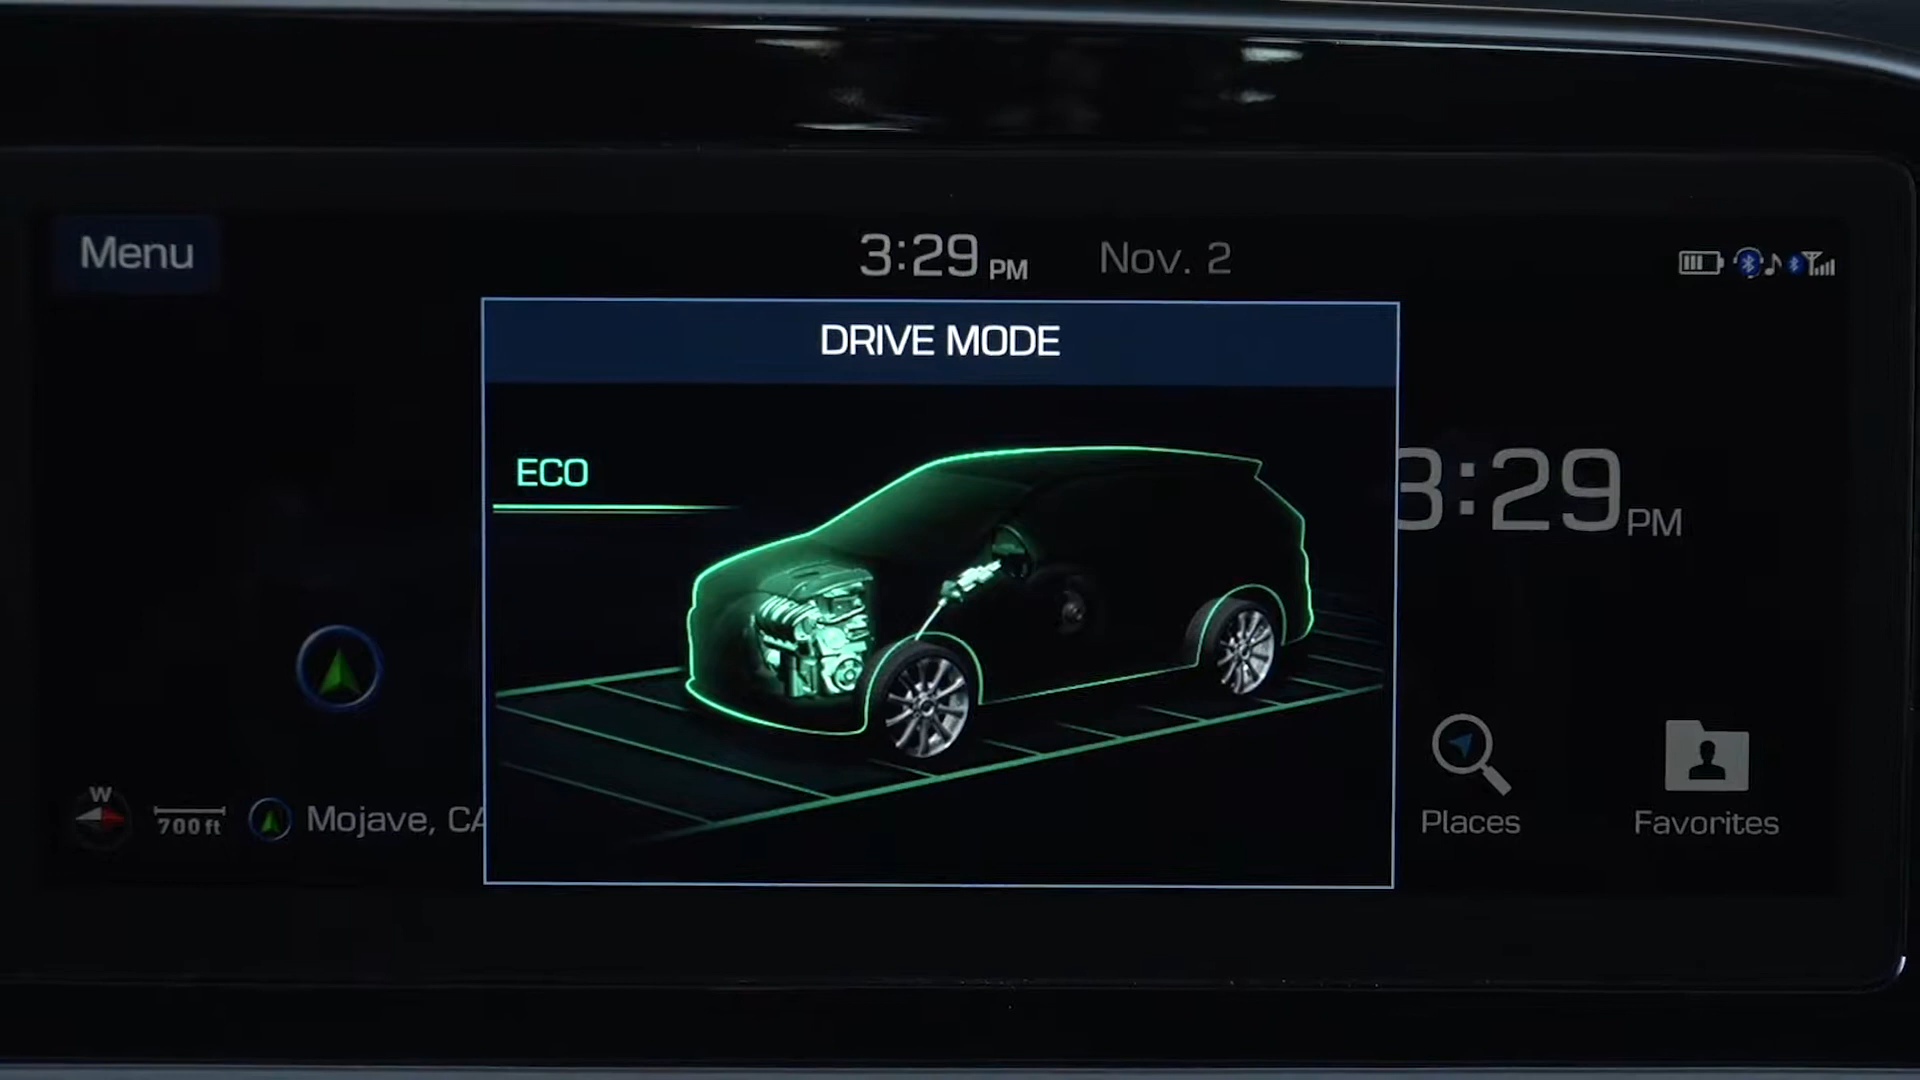 Menu
3:29 PM
Nov. 2
DRIVE MODE
ECO
3:29 PM
W
700 ft
Mojave, CA
Places
Favorites